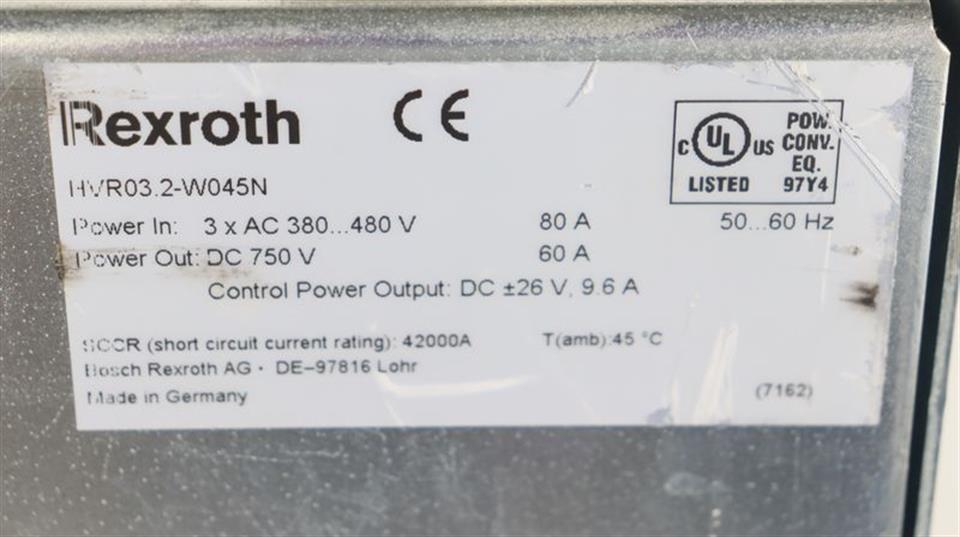 Rexroth CE
C UL US POW.
CONV.
EQ.
LISTED 97Y4
HVR03.2-W045N
Power In: 3 x AC 380...480 V 80 A 50...60 Hz
Power Out: DC 750 V 60 A
Control Power Output: DC ±26 V, 9.6 A
SCCR (short circuit current rating): 42000A T(amb):45 °C
Bosch Rexroth AG · DE–97816 Lohr
Made in Germany (7162)